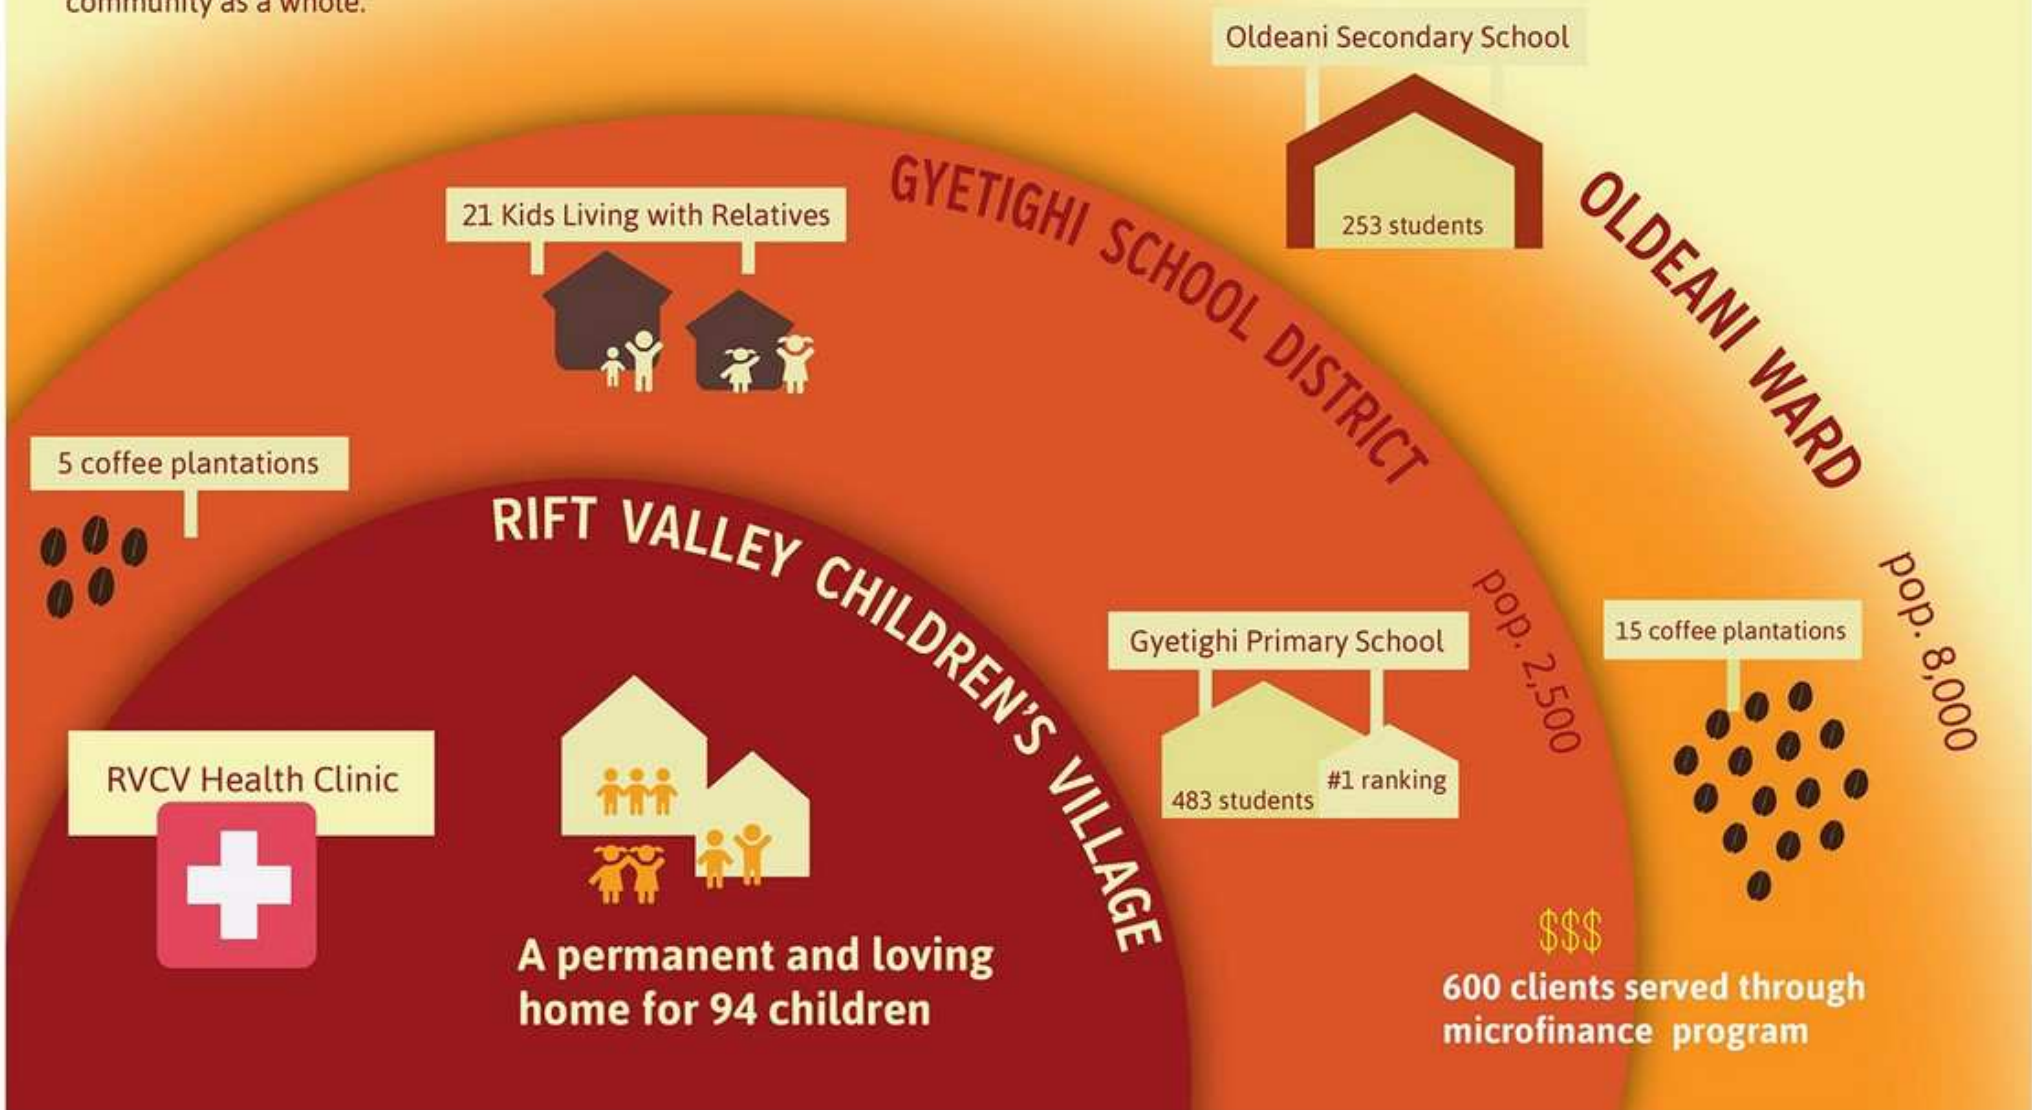 community as a whole.
Oldeani Secondary School
253 students
OLDEANI WARD
pop. 8,000
GYETIGHI SCHOOL DISTRICT
pop. 2,500
21 Kids Living with Relatives
5 coffee plantations
RIFT VALLEY CHILDREN'S VILLAGE
Gyetighi Primary School
483 students
#1 ranking
15 coffee plantations
RVCV Health Clinic
A permanent and loving
home for 94 children
$$$
600 clients served through
microfinance program